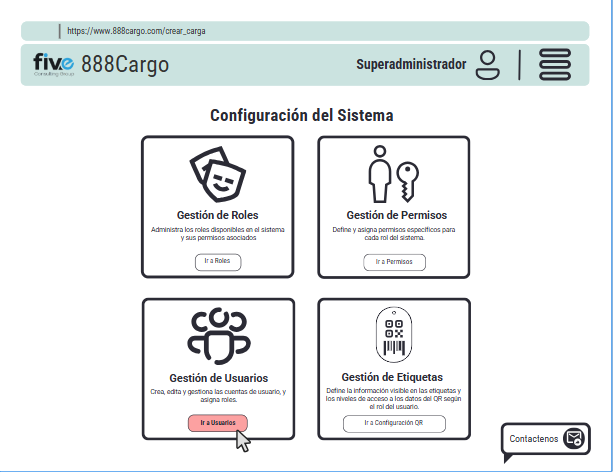 https://www.888cargo.com/crear_carga
five
Consulting Group
888Cargo
Superadministrador
Configuración del Sistema
Gestión de Roles
Administra los roles disponibles en el sistema
y sus permisos asociados
Ir a Roles
Gestión de Permisos
Define y asigna permisos específicos para
cada rol del sistema.
Ir a Permisos
Gestión de Usuarios
Crea, edita y gestiona las cuentas de usuario, y
asigna roles.
Ir a Usuarios
Gestión de Etiquetas
Define la información visible en las etiquetas y
los niveles de acceso a los datos del QR según
el rol del usuario.
Ir a Configuración QR
Contactenos